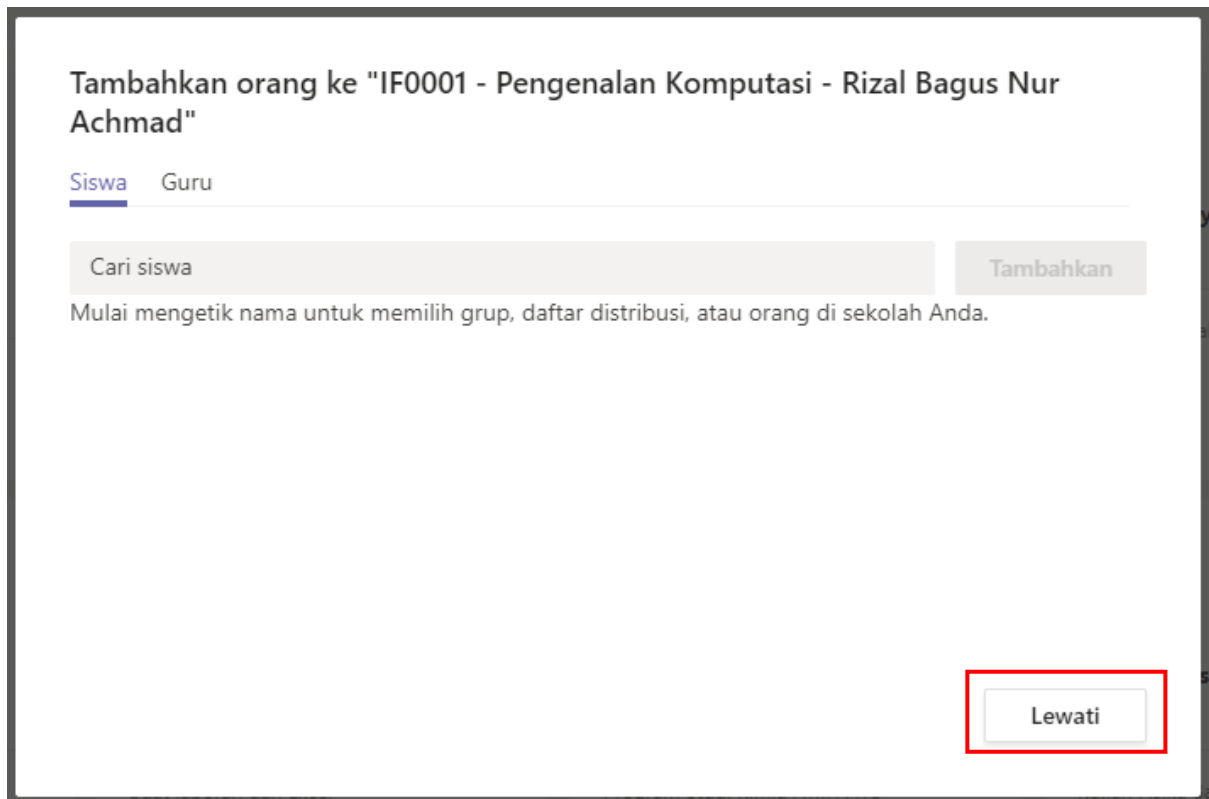 Tambahkan orang ke "IF0001 - Pengenalan Komputasi - Rizal Bagus Nur
Achmad"
Siswa Guru
Cari siswa Tambahkan
Mulai mengetik nama untuk memilih grup, daftar distribusi, atau orang di sekolah Anda.
Lewati